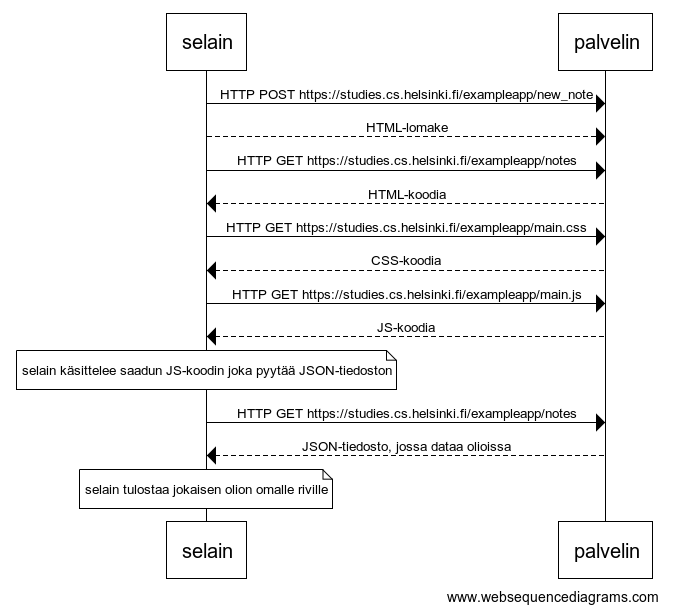 selain palvelin
HTTP POST https://studies.cs.helsinki.fi/exampleapp/new_note
HTML-lomake
HTTP GET https://studies.cs.helsinki.fi/exampleapp/notes
HTML-koodia
HTTP GET https://studies.cs.helsinki.fi/exampleapp/main.css
CSS-koodia
HTTP GET https://studies.cs.helsinki.fi/exampleapp/main.js
JS-koodia
selain käsittelee saadun JS-koodin joka pyytää JSON-tiedoston
HTTP GET https://studies.cs.helsinki.fi/exampleapp/notes
JSON-tiedosto, jossa dataa olioissa
selain tulostaa jokaisen olion omalle riville
selain palvelin
www.websequencediagrams.com